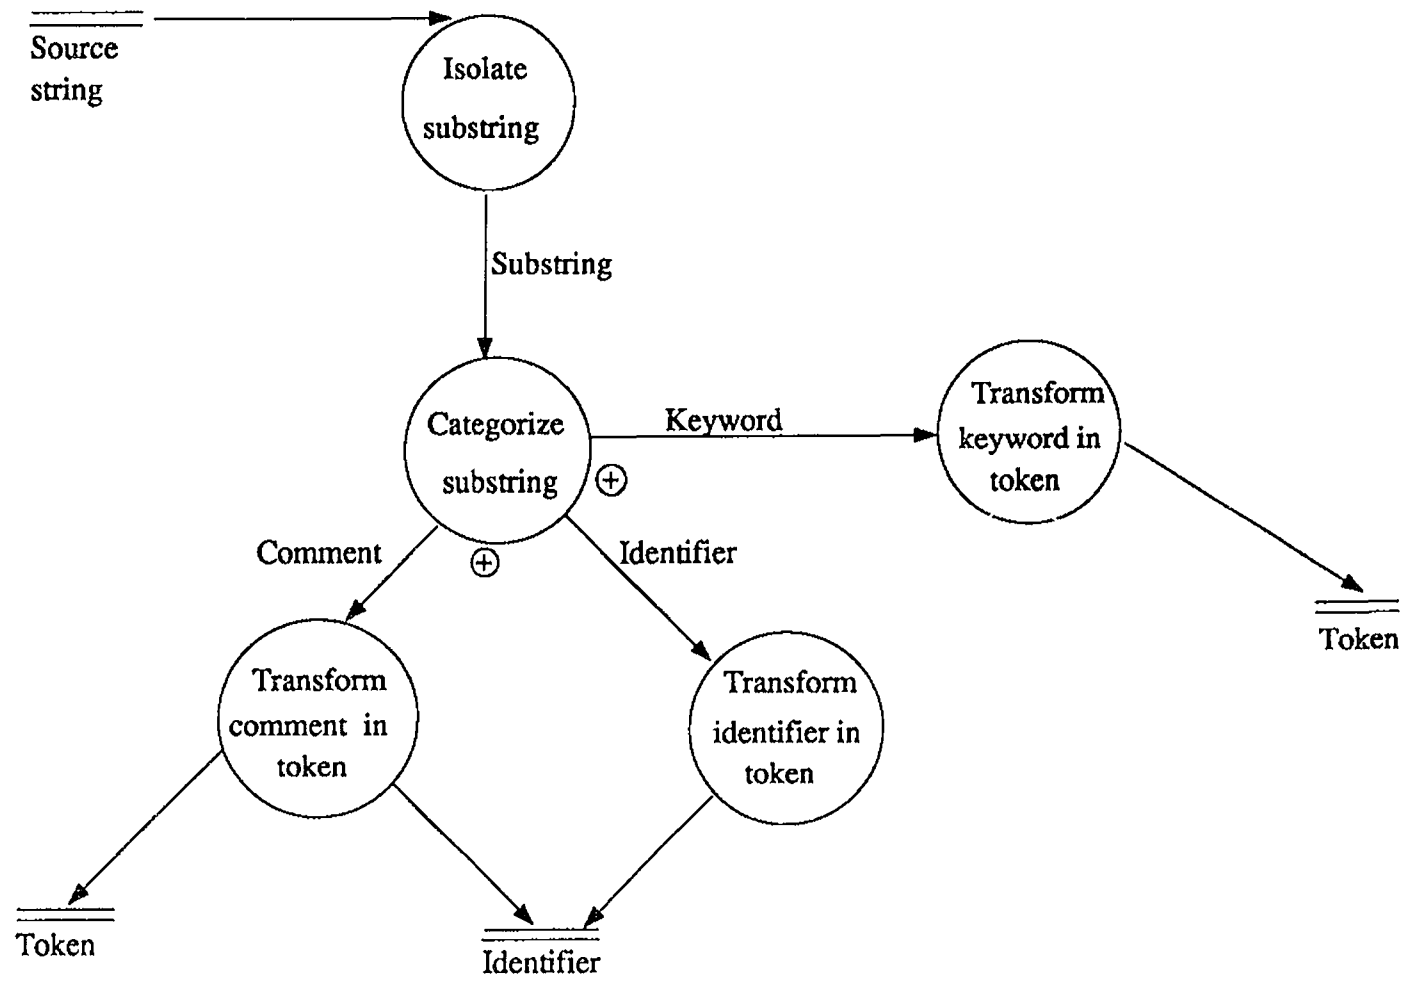 Source
string
Isolate
substring
Substring
Categorize
substring
Keyword
Transform
keyword in
token
Comment
Identifier
Token
Transform
comment in
token
Transform
identifier in
token
Token
Identifier